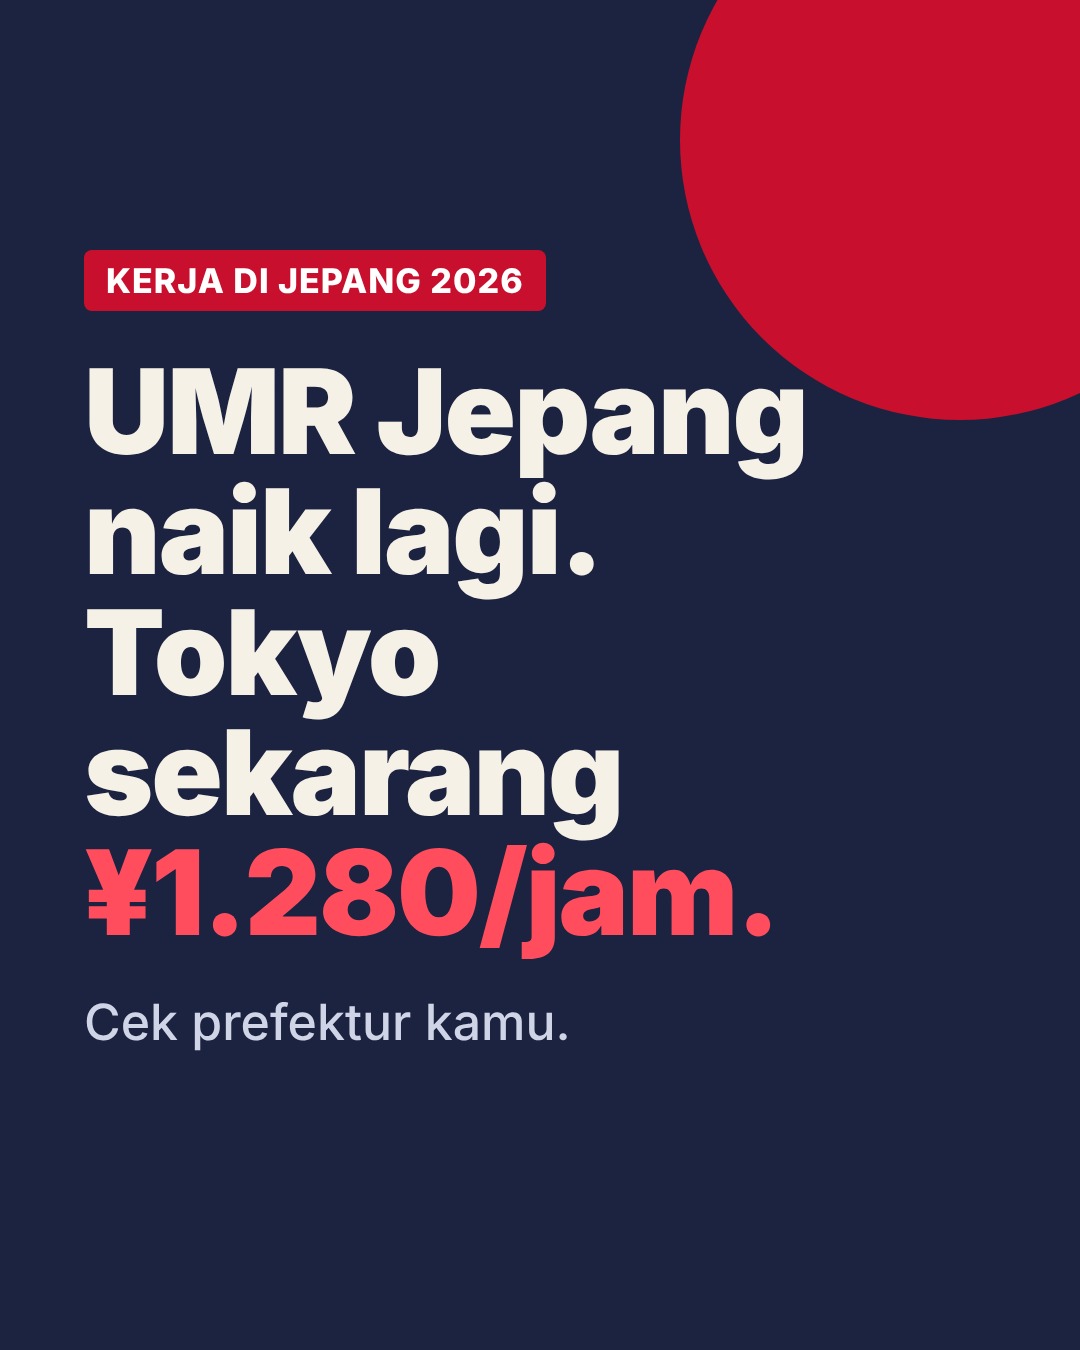 KERJA DI JEPANG 2026
UMR Jepang
naik lagi.
Tokyo
sekarang
¥1.280/jam.
Cek prefektur kamu.